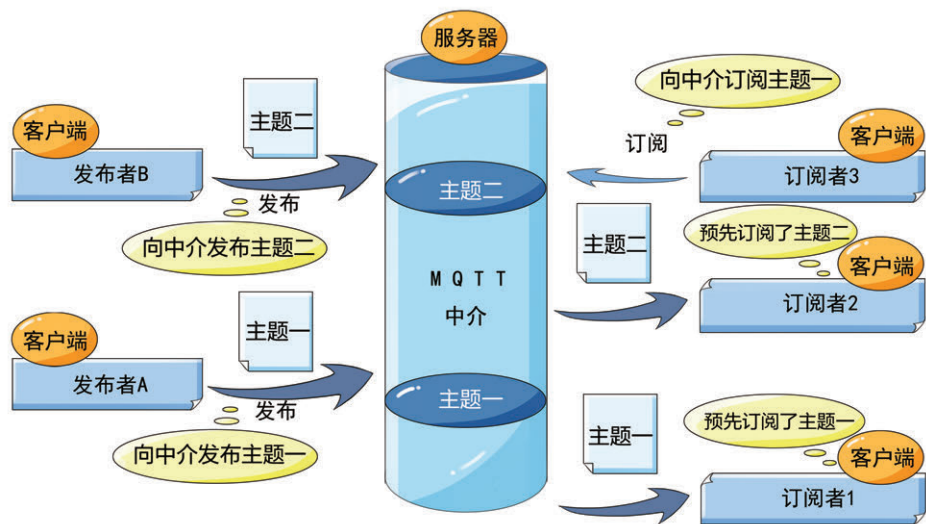 服务器
客户端
发布者B
主题二
发布
向中介发布主题二
客户端
发布者A
主题一
发布
向中介发布主题一
主题二
MQTT
中介
主题一
向中介订阅主题一
订阅
客户端
订阅者3
主题二
预先订阅了主题二
客户端
订阅者2
主题一
预先订阅了主题一
客户端
订阅者1